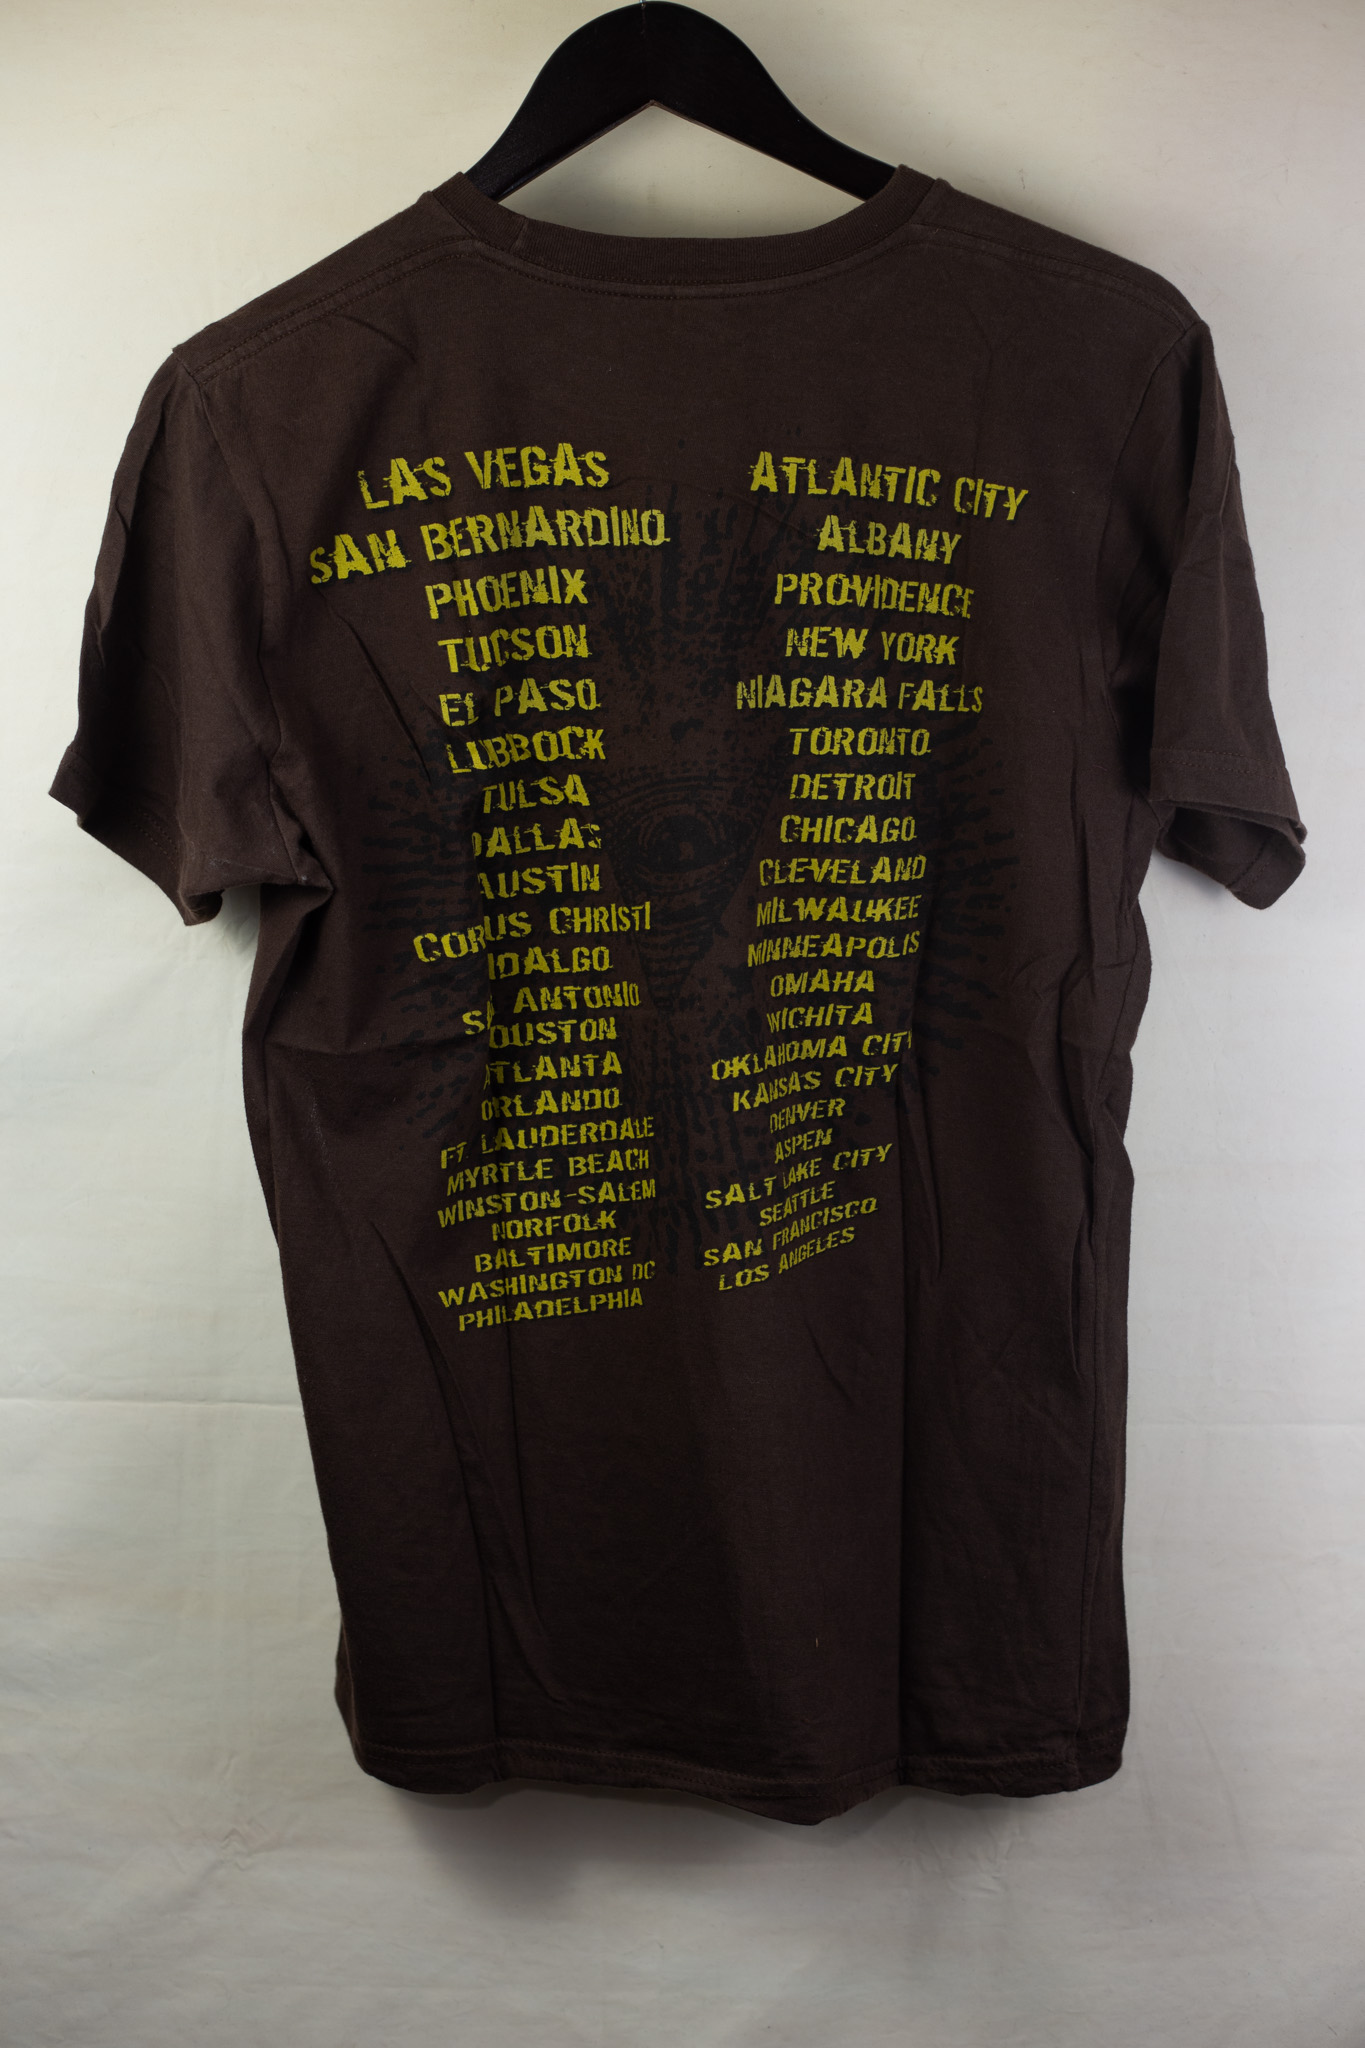 LAS VEGAS
SAN BERNARDINO
PHOENIX
TUCSON
EL PASO
LUBBOCK
TULSA
DALLAS
AUSTIN
CORUS CHRISTI
HIDALGO
SAN ANTONIO
HOUSTON
ATLANTA
ORLANDO
FT. LAUDERDALE
MYRTLE BEACH
WINSTON-SALEM
NORFOLK
BALTIMORE
WASHINGTON DC
PHILADELPHIA
ATLANTIC CITY
ALBANY
PROVIDENCE
NEW YORK
NIAGARA FALLS
TORONTO
DETROIT
CHICAGO
CLEVELAND
MILWAUKEE
MINNEAPOLIS
OMAHA
WICHITA
OKLAHOMA CITY
KANSAS CITY
DENVER
ASPEN
SALT LAKE CITY
SEATTLE
SAN FRANCISCO
LOS ANGELES